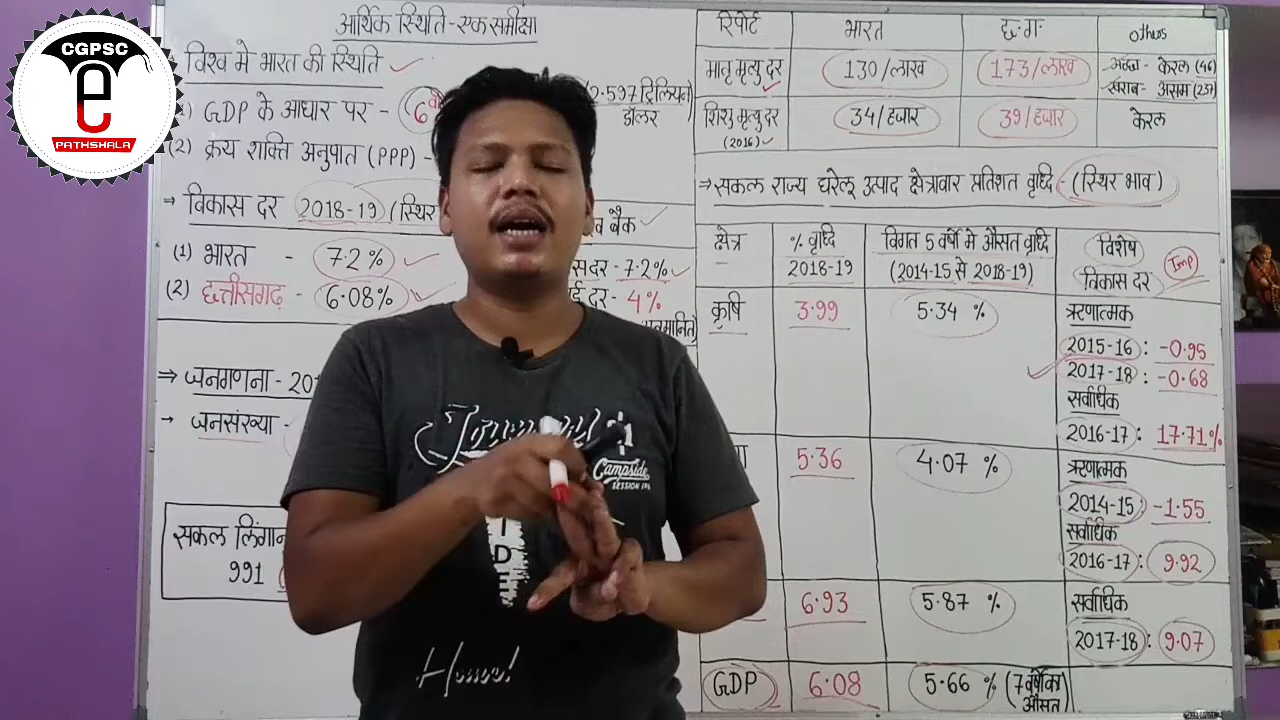 CGPSC
e
PATHSHALA
आर्थिक स्थिति - एक समीक्षा
विश्व मे भारत की स्थिति
GDP के आधार पर - 6
(2.597 ट्रिलियन
डॉलर
(2) क्रय शक्ति अनुपात (PPP) -
→ विकास दर 2018-19 (स्थिर
बैंक
(1) भारत - 7.2%
दर - 7.2%
(2) छत्तीसगढ़ - 6.08%
दर - 4%
⇒ जनगणना - 20
→ जनसंख्या -
सकल लिंगानु
991
रिपोर्ट भारत छ.ग. others
मातृ मृत्यु दर 130/लाख 173/लाख अच्छा - केरल (46)
खराब - असम (237)
शिशु मृत्यु दर 34/हजार 39/हजार केरल
(2016)
⇒ सकल राज्य घरेलू उत्पाद क्षेत्रावार प्रतिशत वृध्दि - (स्थिर भाव)
क्षेत्र % वृध्दि विगत 5 वर्षो मे औसत वृध्दि विशेष Imp
2018-19 (2014-15 से 2018-19) विकास दर
कृषि 3.99 5.34 % ऋणात्मक
2015-16 : -0.95
2017-18 : -0.68
सर्वाधिक
2016-17 : 17.71%
5.36 4.07 % ऋणात्मक
2014-15 : -1.55
सर्वाधिक
2016-17 : 9.92
6.93 5.87 % सर्वाधिक
2017-18 : 9.07
GDP 6.08 5.66 % (7 वर्षो का
औसत)
Campside
SESSION
I
D
E